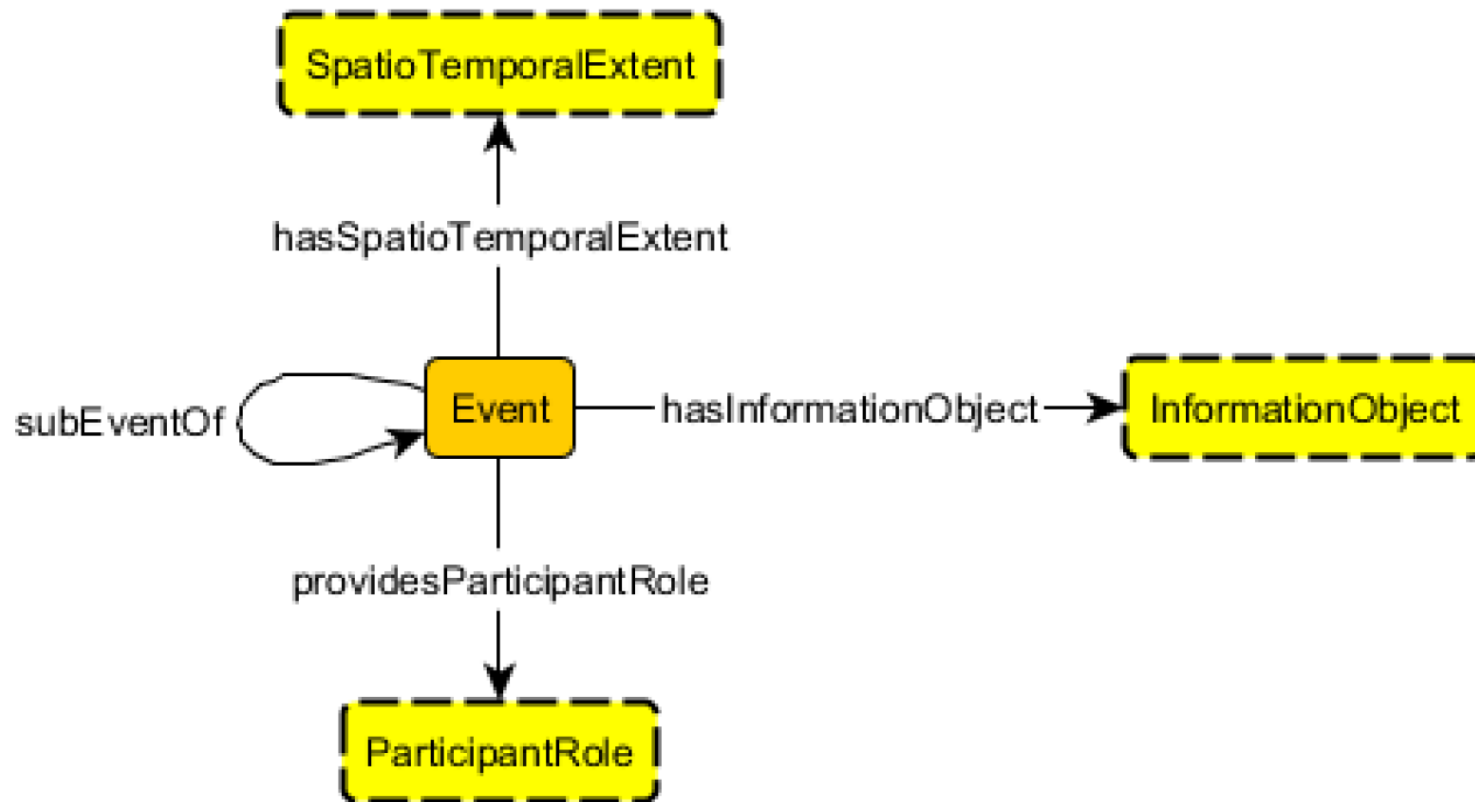 SpatioTemporalExtent
hasSpatioTemporalExtent
subEventOf
Event
hasInformationObject
InformationObject
providesParticipantRole
ParticipantRole